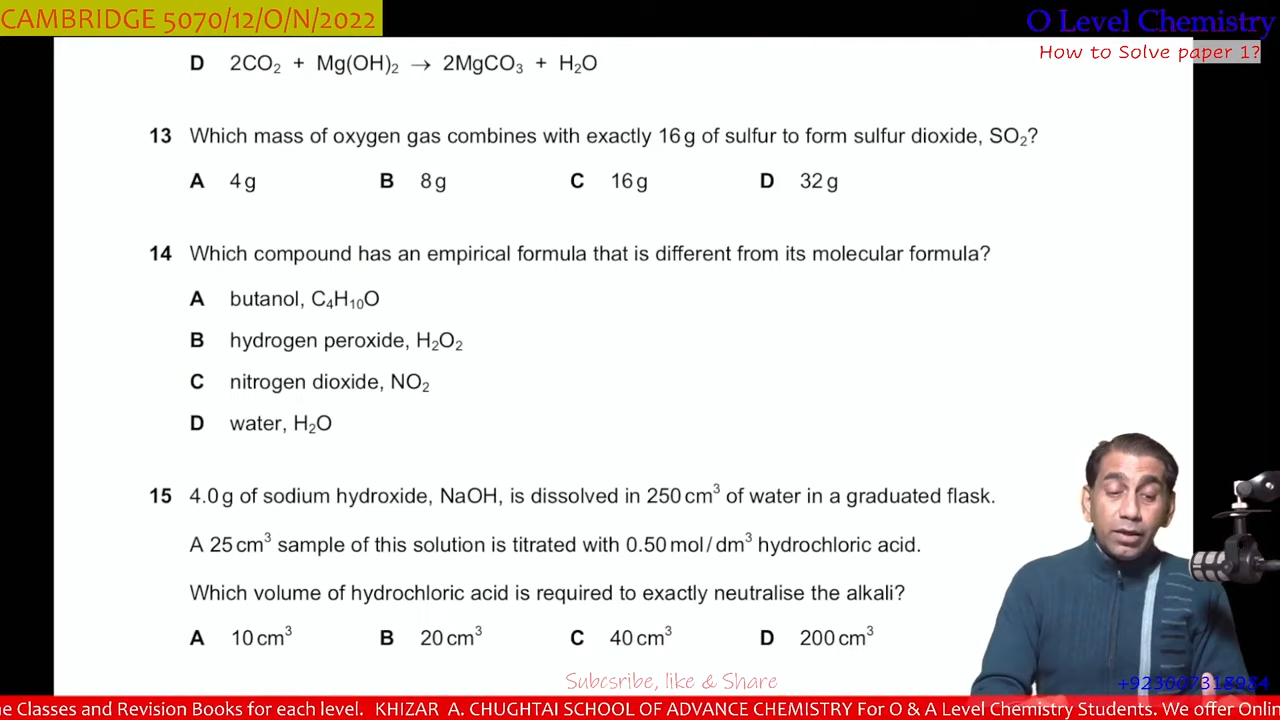 CAMBRIDGE 5070/12/O/N/2022
O Level Chemistry
How to Solve paper 1?
D 2CO₂ + Mg(OH)₂ → 2MgCO₃ + H₂O
13 Which mass of oxygen gas combines with exactly 16 g of sulfur to form sulfur dioxide, SO₂?
A 4 g B 8 g C 16 g D 32 g
14 Which compound has an empirical formula that is different from its molecular formula?
A butanol, C₄H₁₀O
B hydrogen peroxide, H₂O₂
C nitrogen dioxide, NO₂
D water, H₂O
15 4.0 g of sodium hydroxide, NaOH, is dissolved in 250 cm³ of water in a graduated flask.
A 25 cm³ sample of this solution is titrated with 0.50 mol/dm³ hydrochloric acid.
Which volume of hydrochloric acid is required to exactly neutralise the alkali?
A 10 cm³ B 20 cm³ C 40 cm³ D 200 cm³
Subcsribe, like & Share
+923007318984
ne Classes and Revision Books for each level. KHIZAR A. CHUGHTAI SCHOOL OF ADVANCE CHEMISTRY For O & A Level Chemistry Students. We offer Onlin